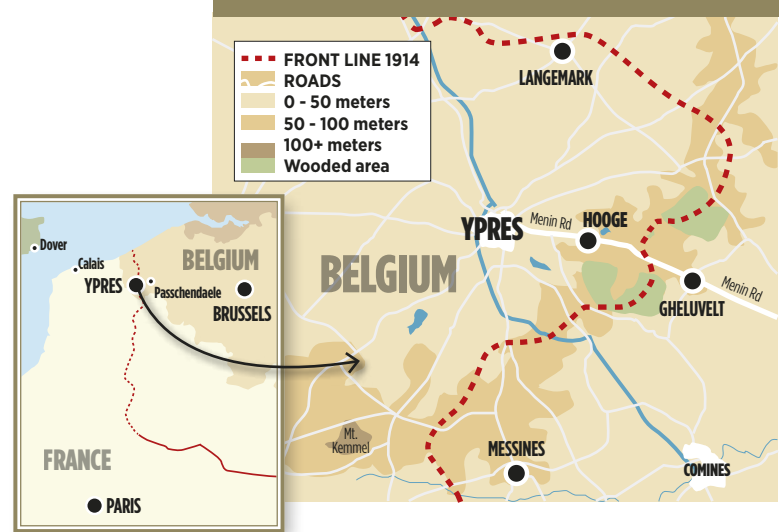 FRONT LINE 1914
ROADS
0 - 50 meters
50 - 100 meters
100+ meters
Wooded area
LANGEMARK
YPRES
Menin Rd
HOOGE
BELGIUM
GHELUVELT
Menin Rd
Mt.
Kemmel
MESSINES
COMINES
Dover
Calais
BELGIUM
YPRES
Passchendaele
BRUSSELS
FRANCE
PARIS